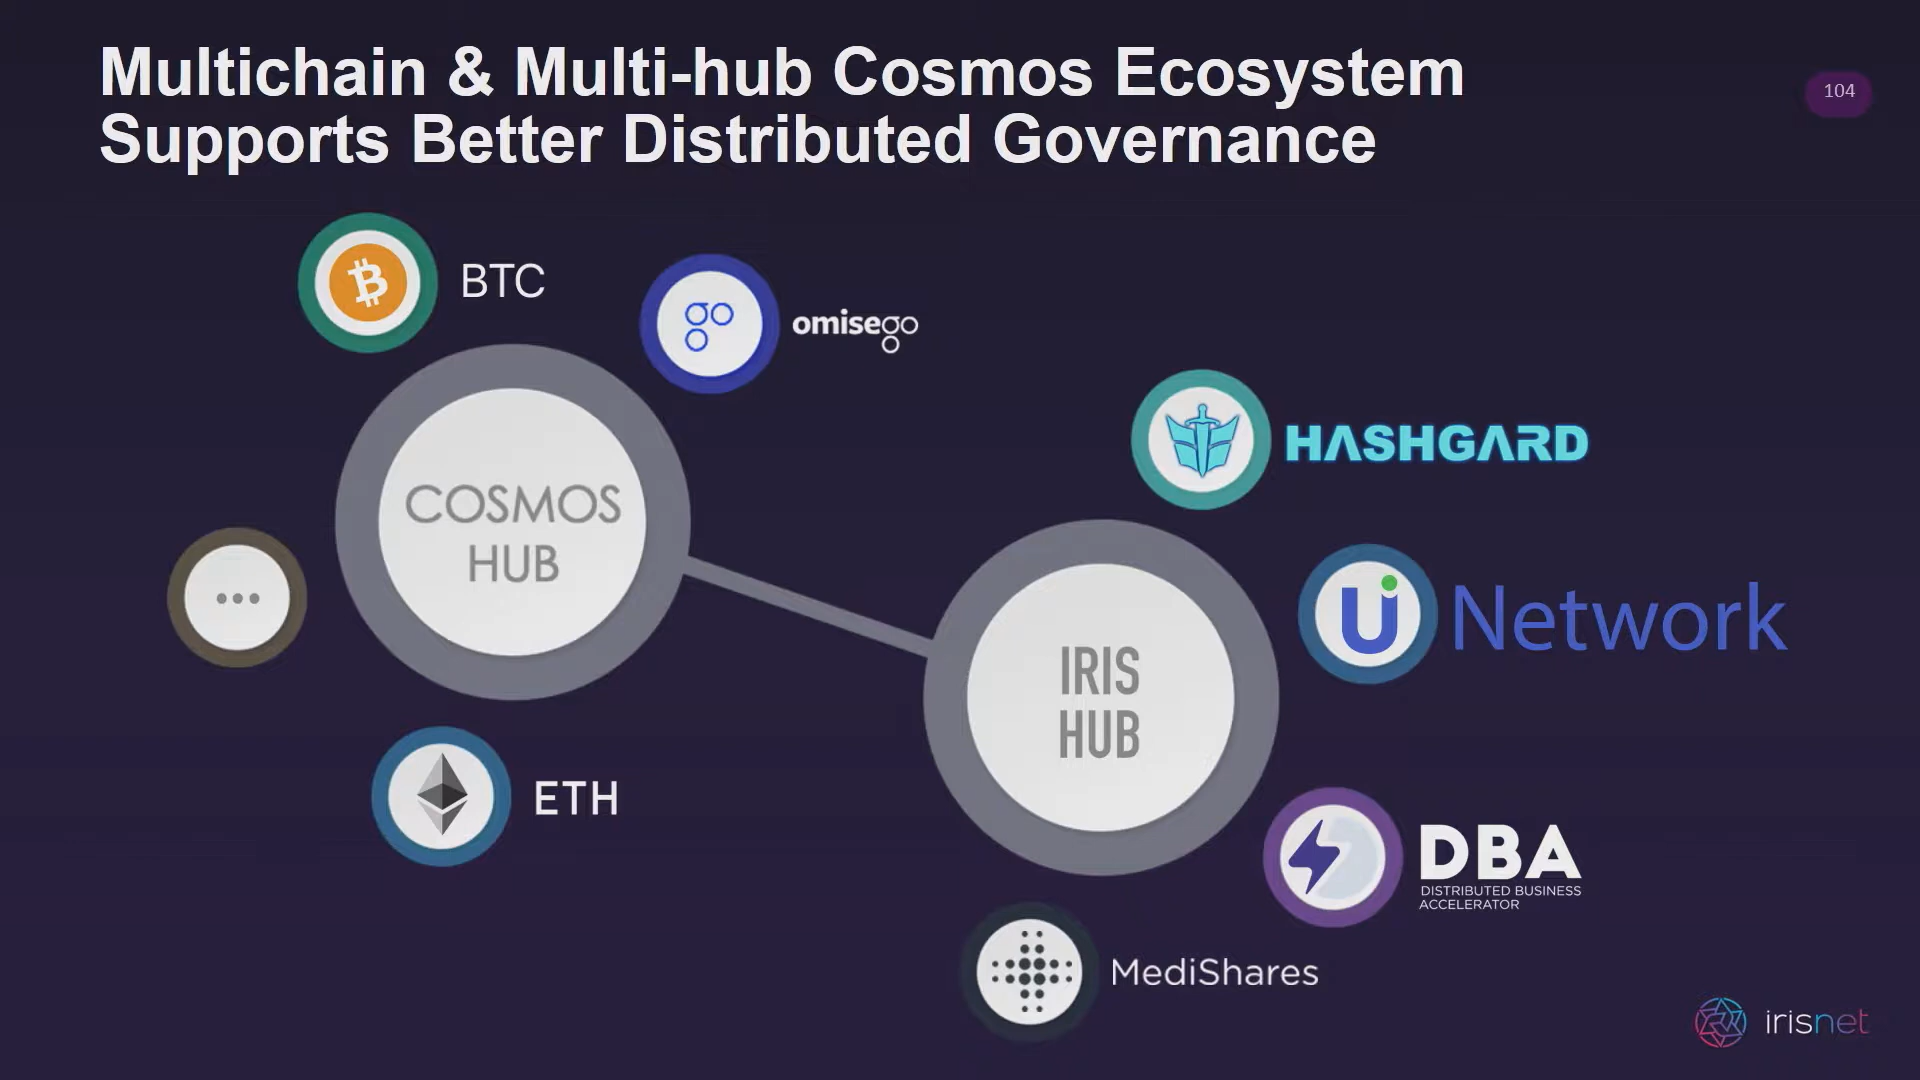 Multichain & Multi-hub Cosmos Ecosystem
Supports Better Distributed Governance
104
BTC
omisego
HASHGARD
COSMOS
HUB
...
U Network
IRIS
HUB
ETH
DBA
DISTRIBUTED BUSINESS
ACCELERATOR
MediShares
irisnet